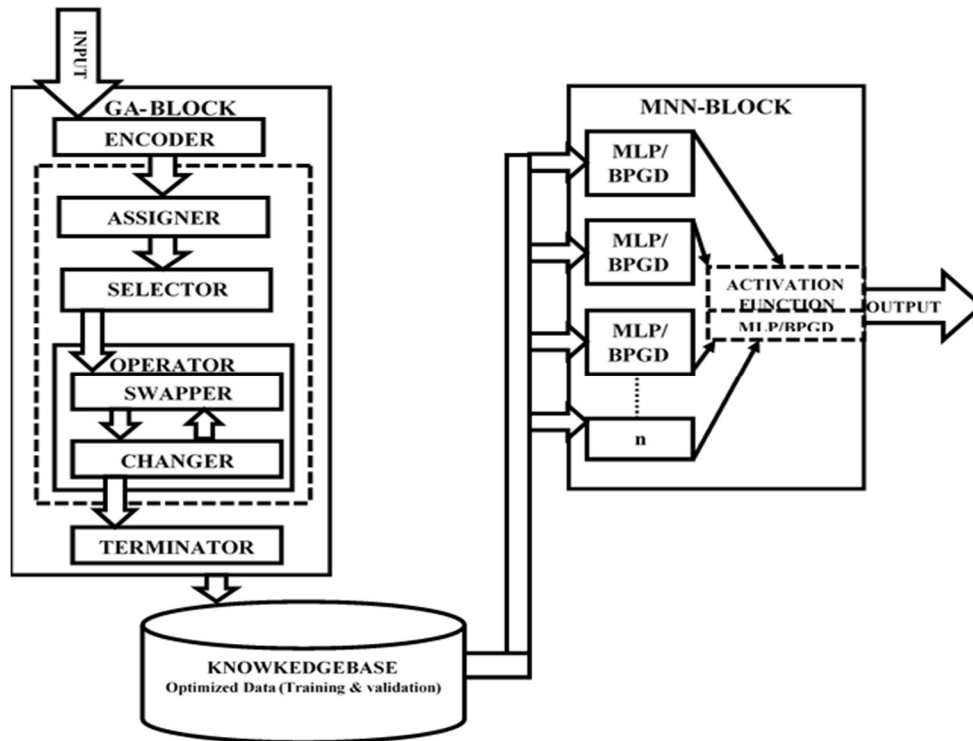 INPUT
GA-BLOCK
ENCODER
ASSIGNER
SELECTOR
OPERATOR
SWAPPER
CHANGER
TERMINATOR
KNOWKEDGEBASE
Optimized Data (Training & validation)
MNN-BLOCK
MLP/
BPGD
MLP/
BPGD
MLP/
BPGD
n
ACTIVATION
FUNCTION
MLP/BPGD
OUTPUT